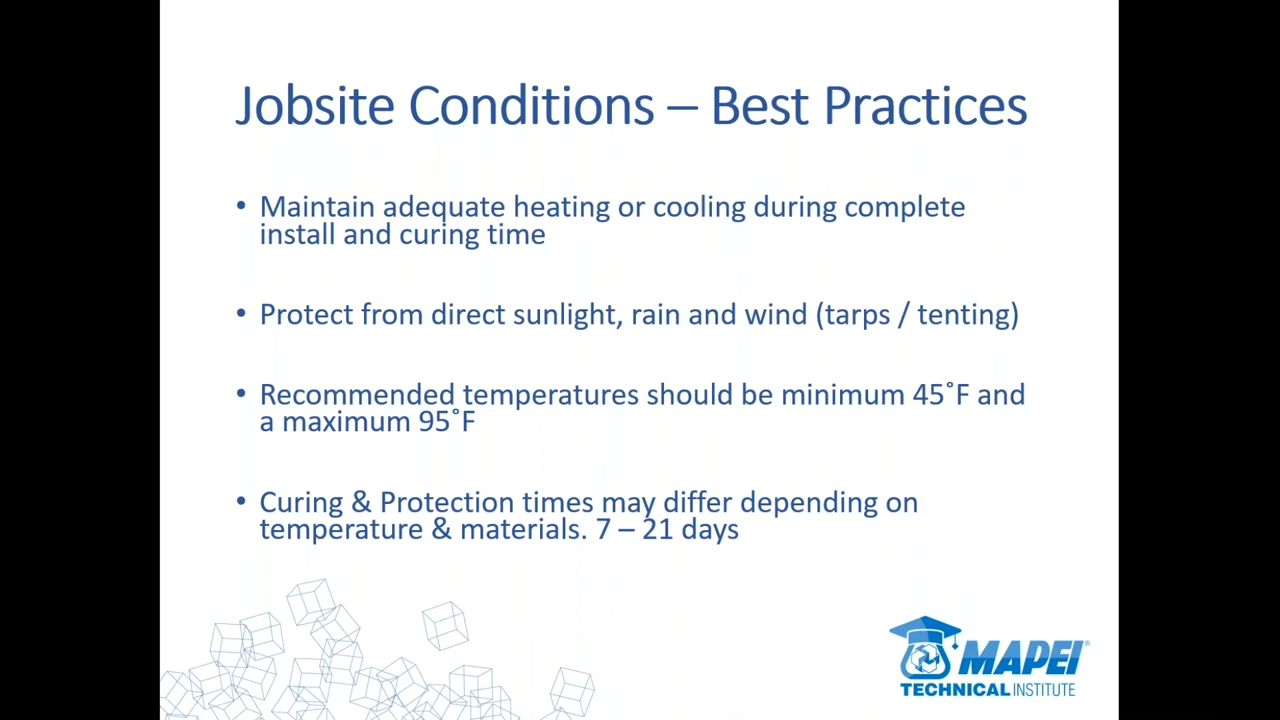 Jobsite Conditions – Best Practices
• Maintain adequate heating or cooling during complete
install and curing time
• Protect from direct sunlight, rain and wind (tarps / tenting)
• Recommended temperatures should be minimum 45˚F and
a maximum 95˚F
• Curing & Protection times may differ depending on
temperature & materials. 7 – 21 days
MAPEI®
TECHNICAL INSTITUTE